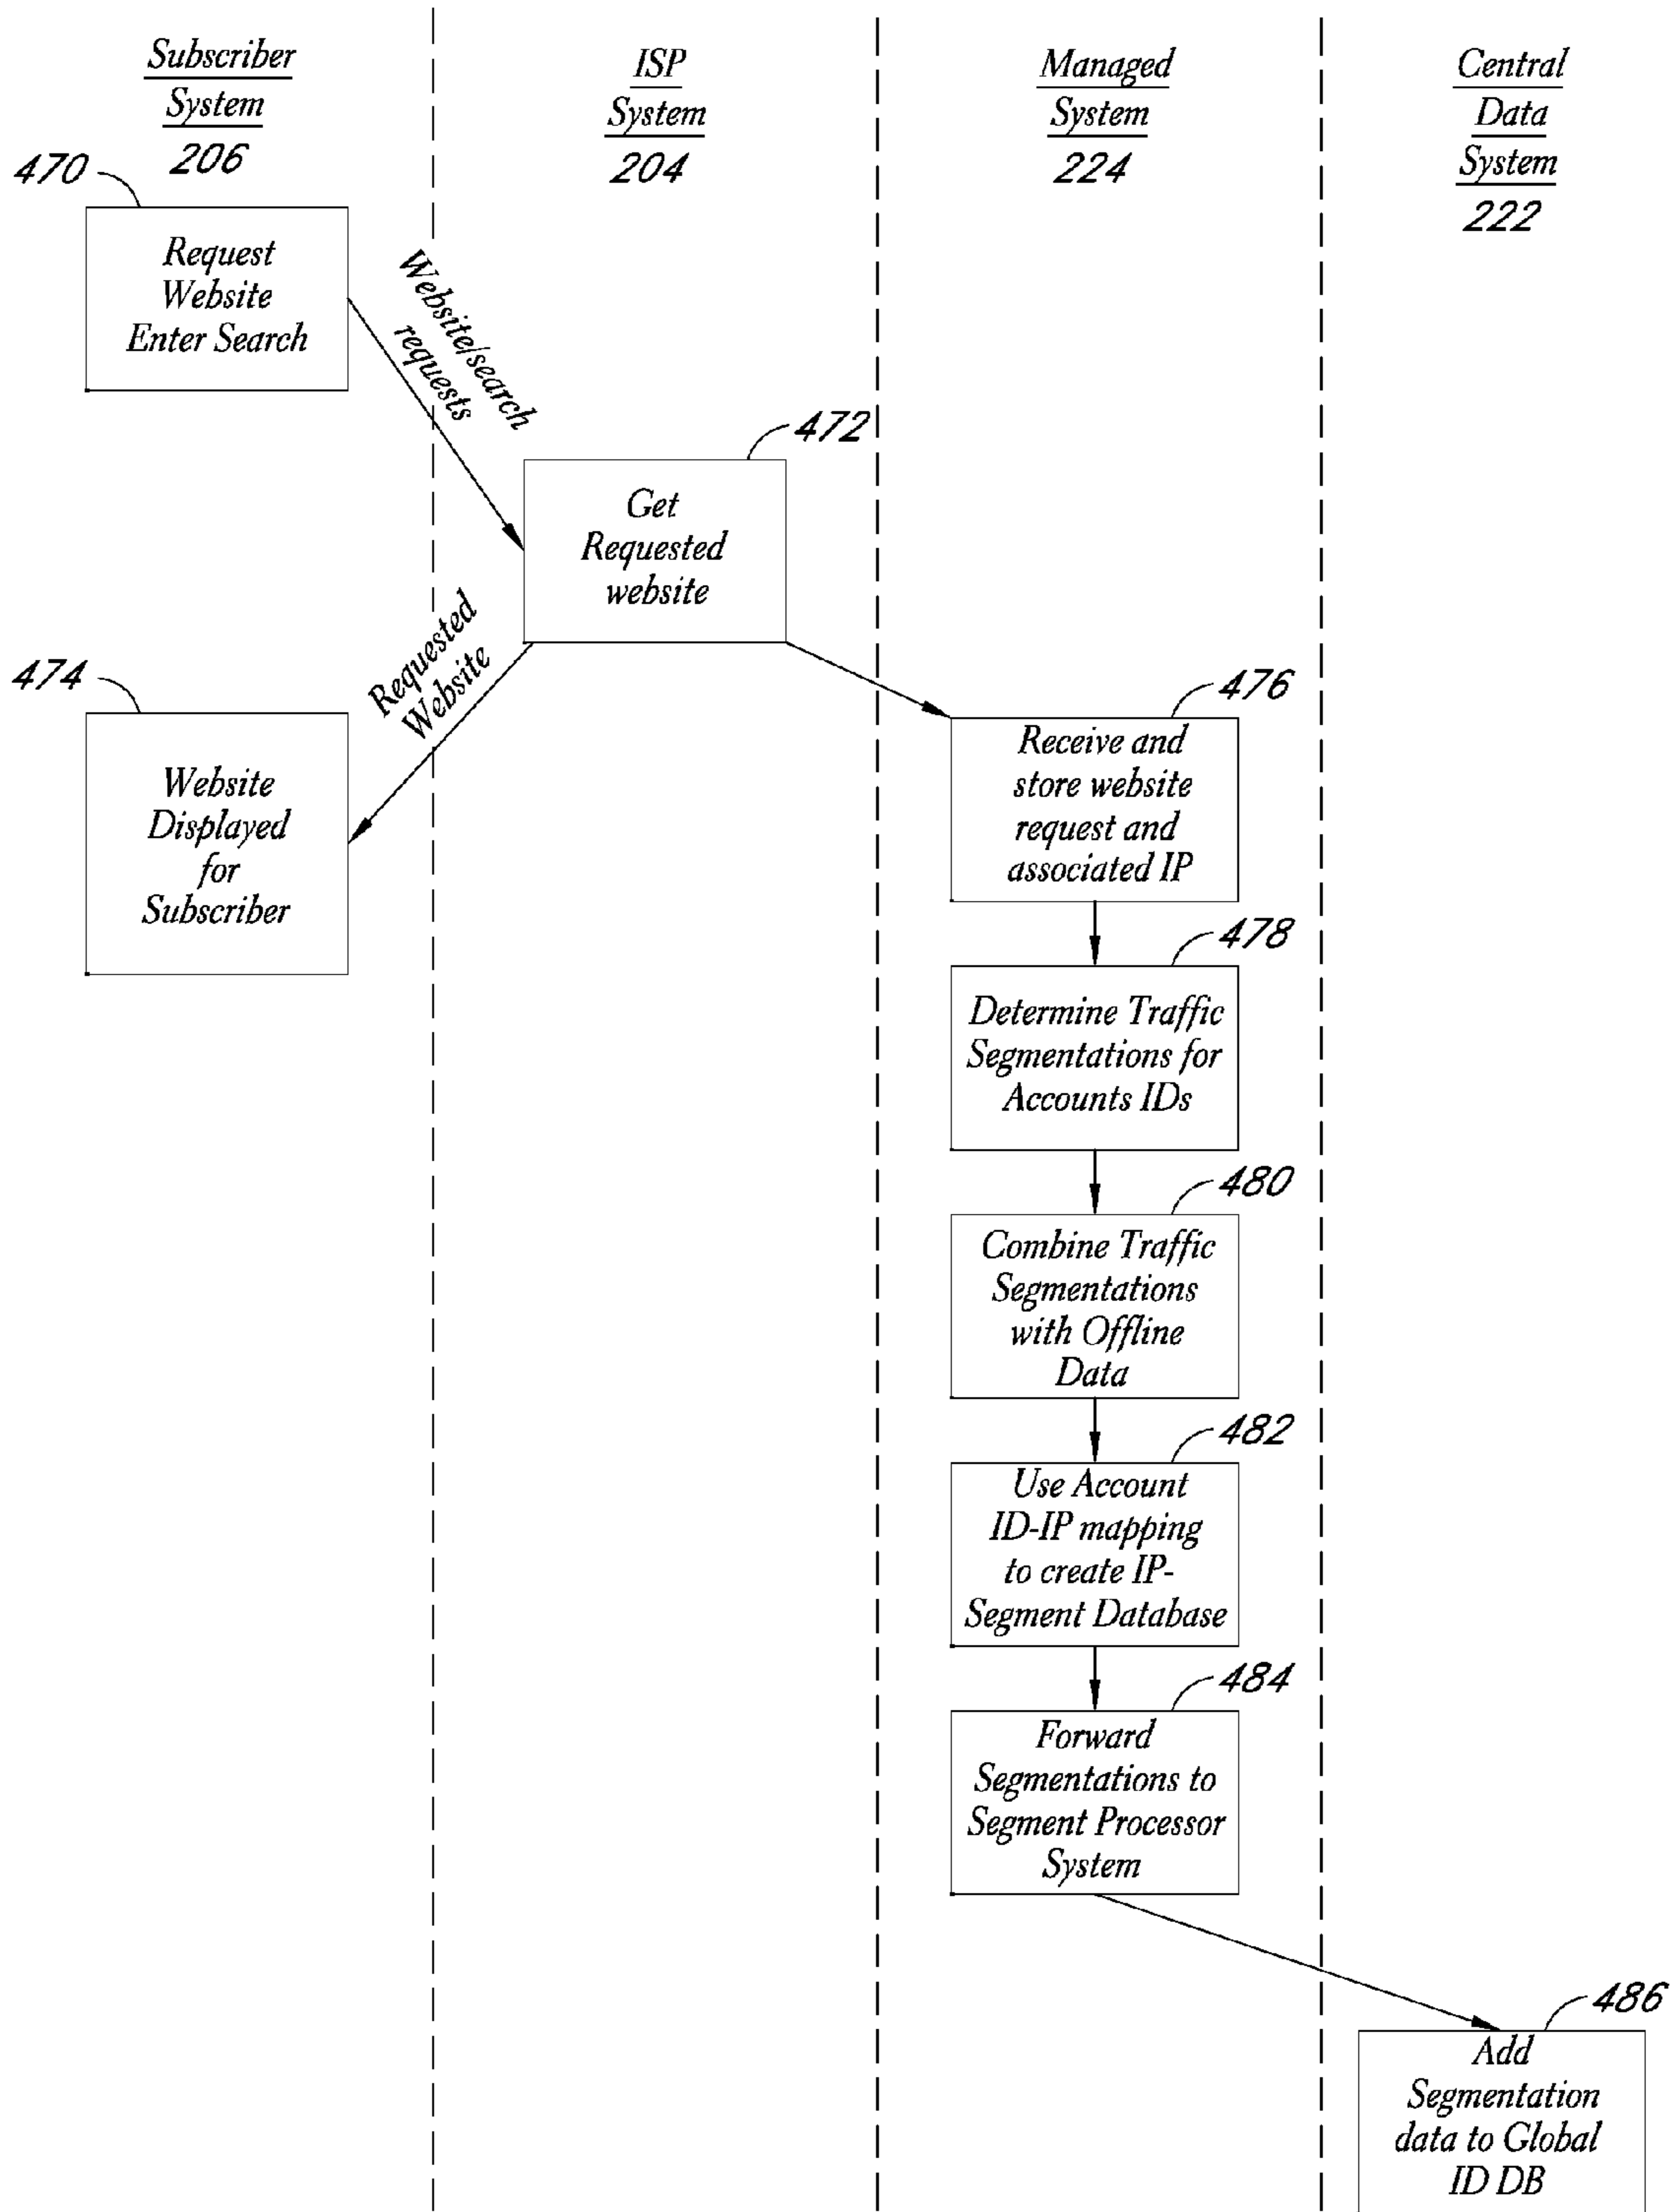 Subscriber
System
206
ISP
System
204
Managed
System
224
Central
Data
System
222
470
Request
Website
Enter Search
Website/search
requests
472
Get
Requested
website
Requested
Website
474
Website
Displayed
for
Subscriber
476
Receive and
store website
request and
associated IP
478
Determine Traffic
Segmentations for
Accounts IDs
480
Combine Traffic
Segmentations
with Offline
Data
482
Use Account
ID-IP mapping
to create IP-
Segment Database
484
Forward
Segmentations to
Segment Processor
System
486
Add
Segmentation
data to Global
ID DB